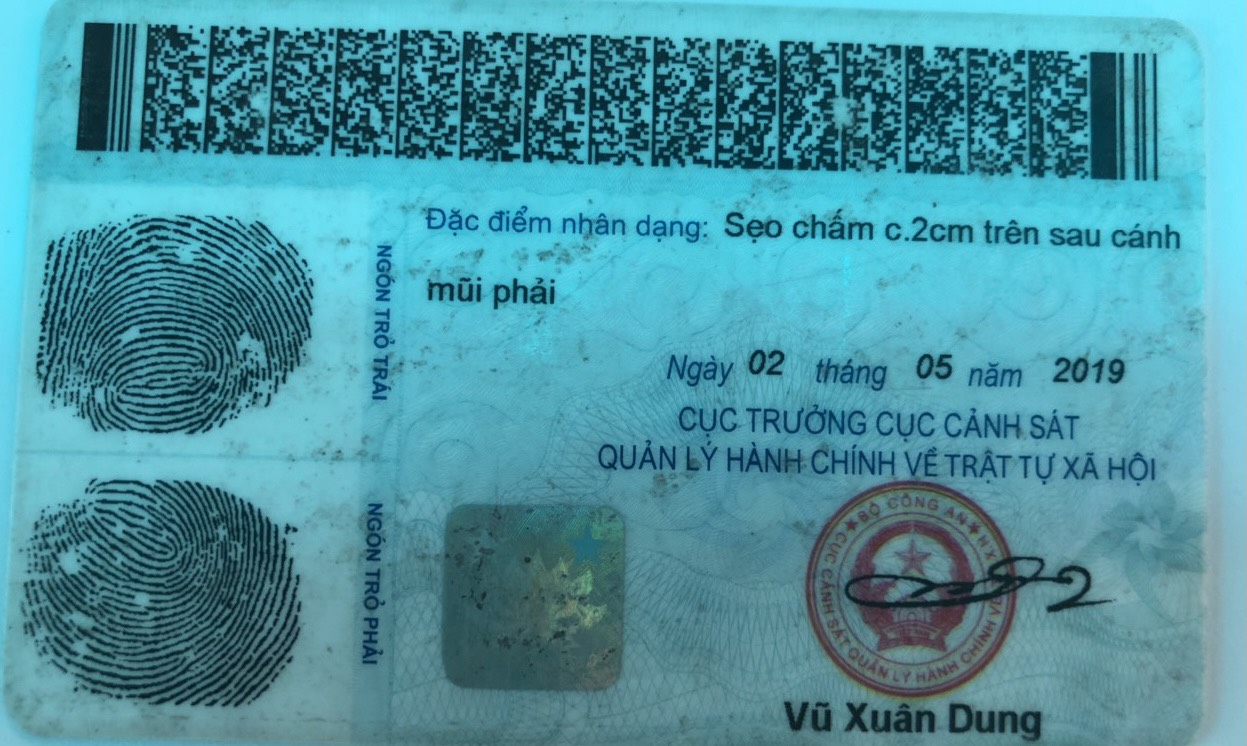 Đặc điểm nhân dạng: Sẹo chấm c.2cm trên sau cánh
mũi phải
NGÓN TRỎ TRÁI
Ngày 02 tháng 05 năm 2019
CỤC TRƯỞNG CỤC CẢNH SÁT
QUẢN LÝ HÀNH CHÍNH VỀ TRẬT TỰ XÃ HỘI
NGÓN TRỎ PHẢI
BỘ CÔNG AN
CỤC CẢNH SÁT QUẢN LÝ HÀNH CHÍNH VỀ
Vũ Xuân Dung